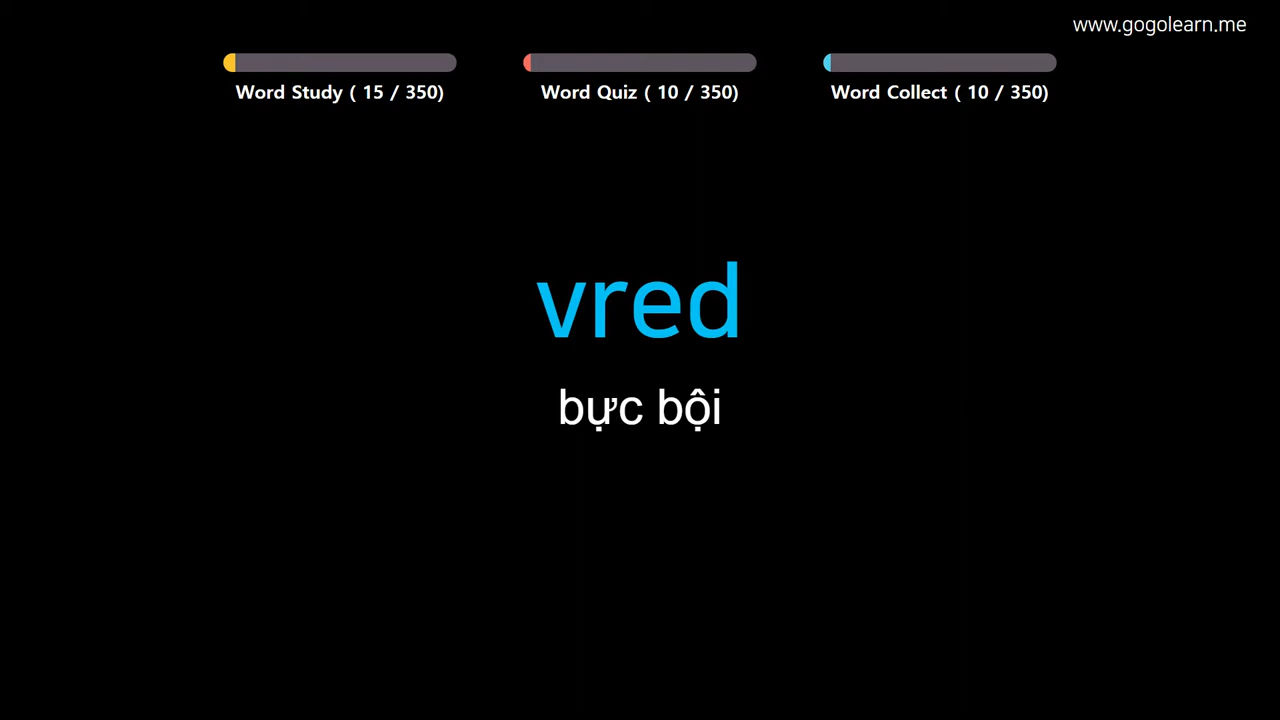 www.gogolearn.me
Word Study ( 15 / 350)
Word Quiz ( 10 / 350)
Word Collect ( 10 / 350)
vred
bực bội